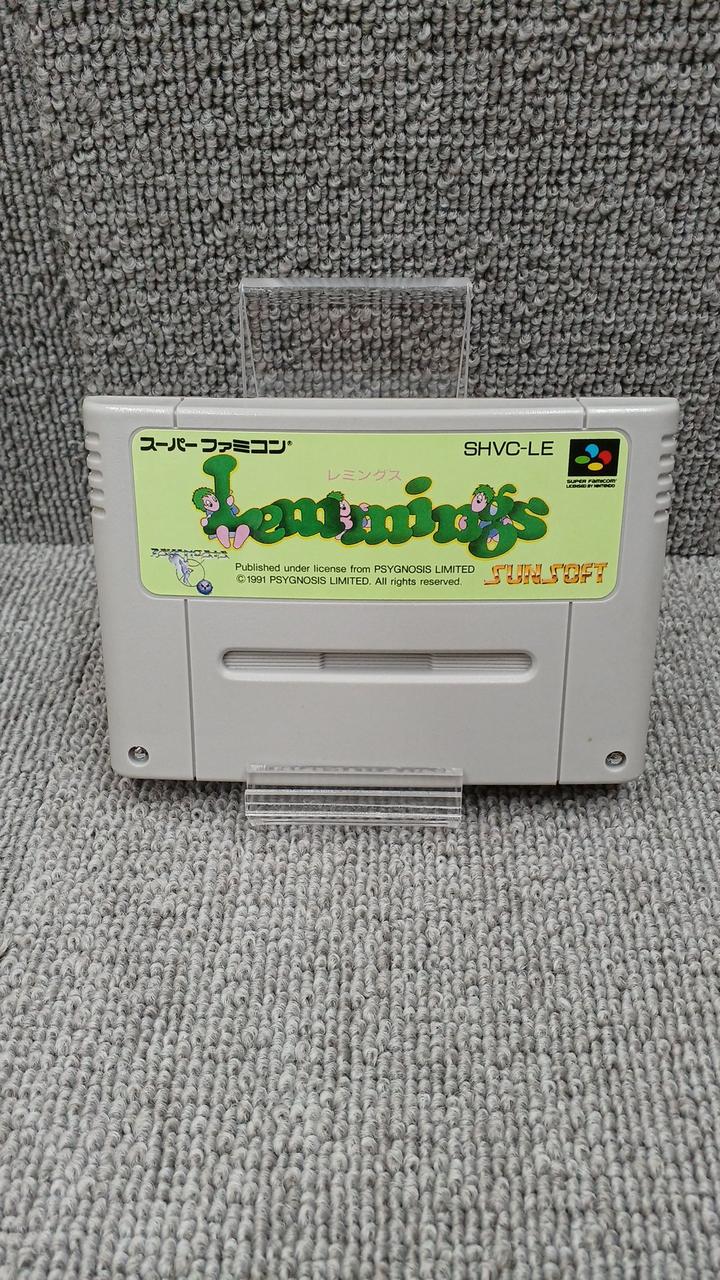 スーパーファミコン®
SHVC-LE
レミングス
Lemmings
SUPER FAMICOM
LICENSED BY NINTENDO
Published under license from PSYGNOSIS LIMITED
©1991 PSYGNOSIS LIMITED. All rights reserved.
SUNSOFT